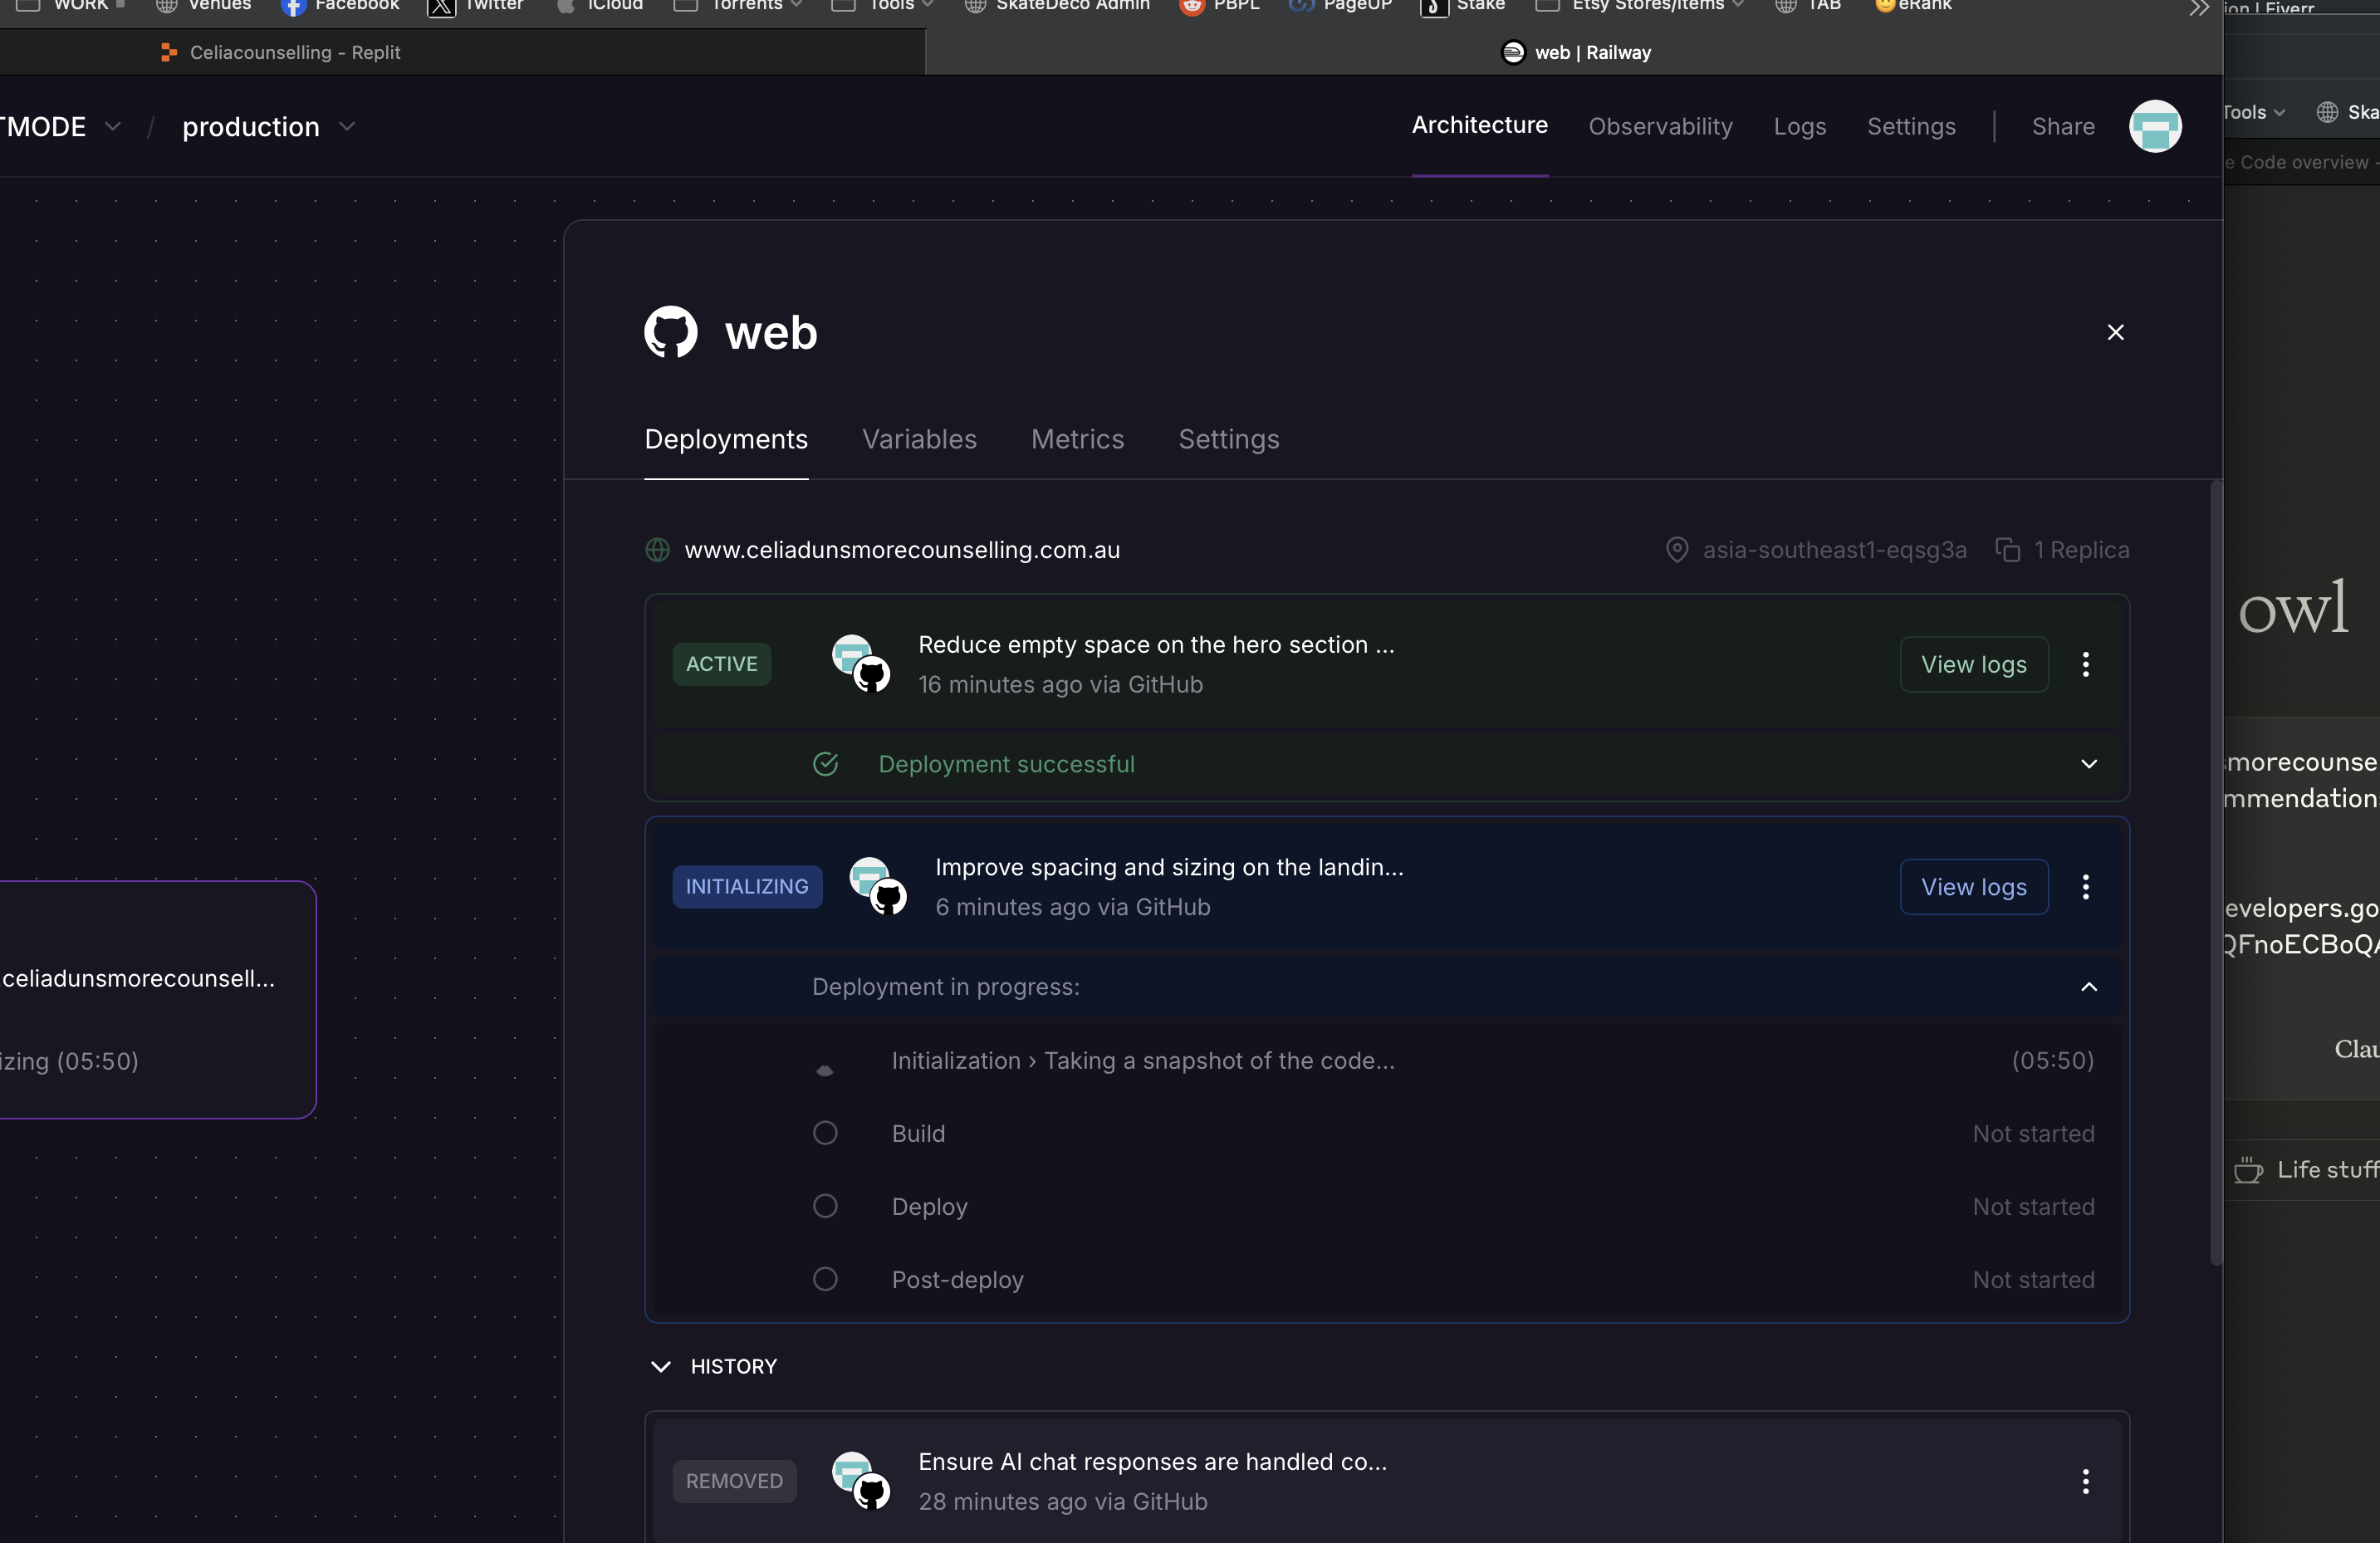 WORK
Venues
Facebook
Twitter
iCloud
Torrents
Tools
SkateDeco Admin
PBPL
PageUP
Stake
Etsy Stores/Items
TAB
eRank
| Fiverr
Celiacounselling - Replit
web | Railway
TMODE / production
Architecture
Observability
Logs
Settings
Share
Tools
Ska
e Code overview -
web
Deployments
Variables
Metrics
Settings
www.celiadunsmorecounselling.com.au
asia-southeast1-eqsg3a
1 Replica
ACTIVE
Reduce empty space on the hero section ...
16 minutes ago via GitHub
View logs
Deployment successful
INITIALIZING
Improve spacing and sizing on the landin...
6 minutes ago via GitHub
View logs
Deployment in progress:
Initialization › Taking a snapshot of the code...
(05:50)
Build
Not started
Deploy
Not started
Post-deploy
Not started
HISTORY
REMOVED
Ensure AI chat responses are handled co...
28 minutes ago via GitHub
.celiadunsmorecounsell...
izing (05:50)
owl
smorecounse
mmendation
evelopers.go
QFnoECBoQA
Clau
Life stuff